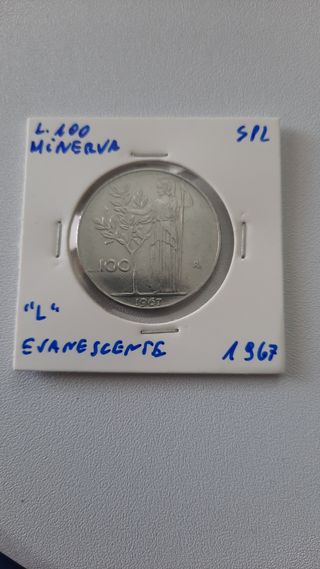 L. 100 SPL
MINERVA
L.100 R
1967
"L"
EVANESCENTE 1967